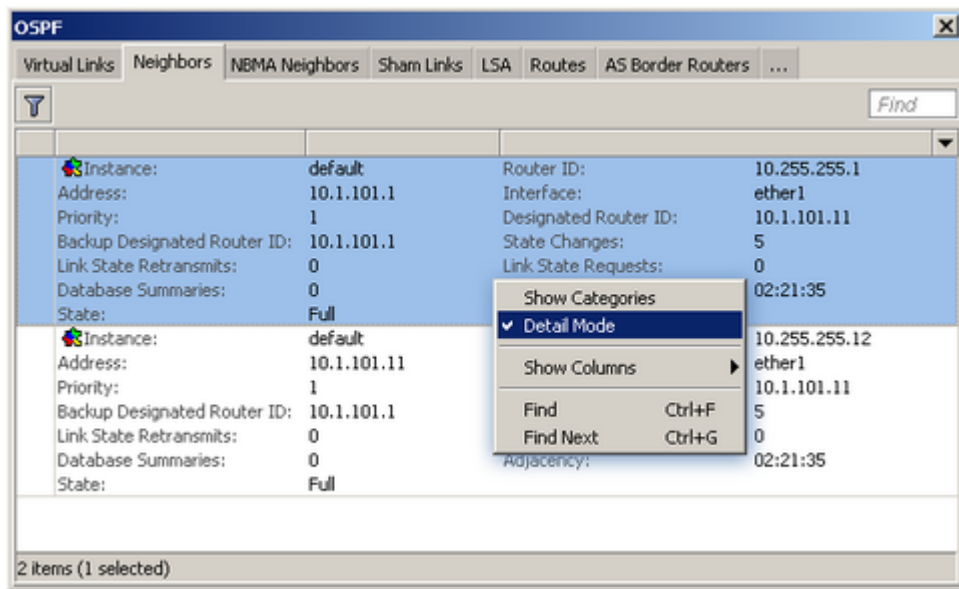 OSPF
Virtual Links Neighbors NBMA Neighbors Sham Links LSA Routes AS Border Routers ...
Find
Instance: default Router ID: 10.255.255.1
Address: 10.1.101.1 Interface: ether1
Priority: 1 Designated Router ID: 10.1.101.11
Backup Designated Router ID: 10.1.101.1 State Changes: 5
Link State Retransmits: 0 Link State Requests: 0
Database Summaries: 0 02:21:35
State: Full
Show Categories
Detail Mode
Show Columns
Find Ctrl+F
Find Next Ctrl+G
Instance: default 10.255.255.12
Address: 10.1.101.11 ether1
Priority: 1 10.1.101.11
Backup Designated Router ID: 10.1.101.1 5
Link State Retransmits: 0 0
Database Summaries: 0 Adjacency: 02:21:35
State: Full
2 items (1 selected)